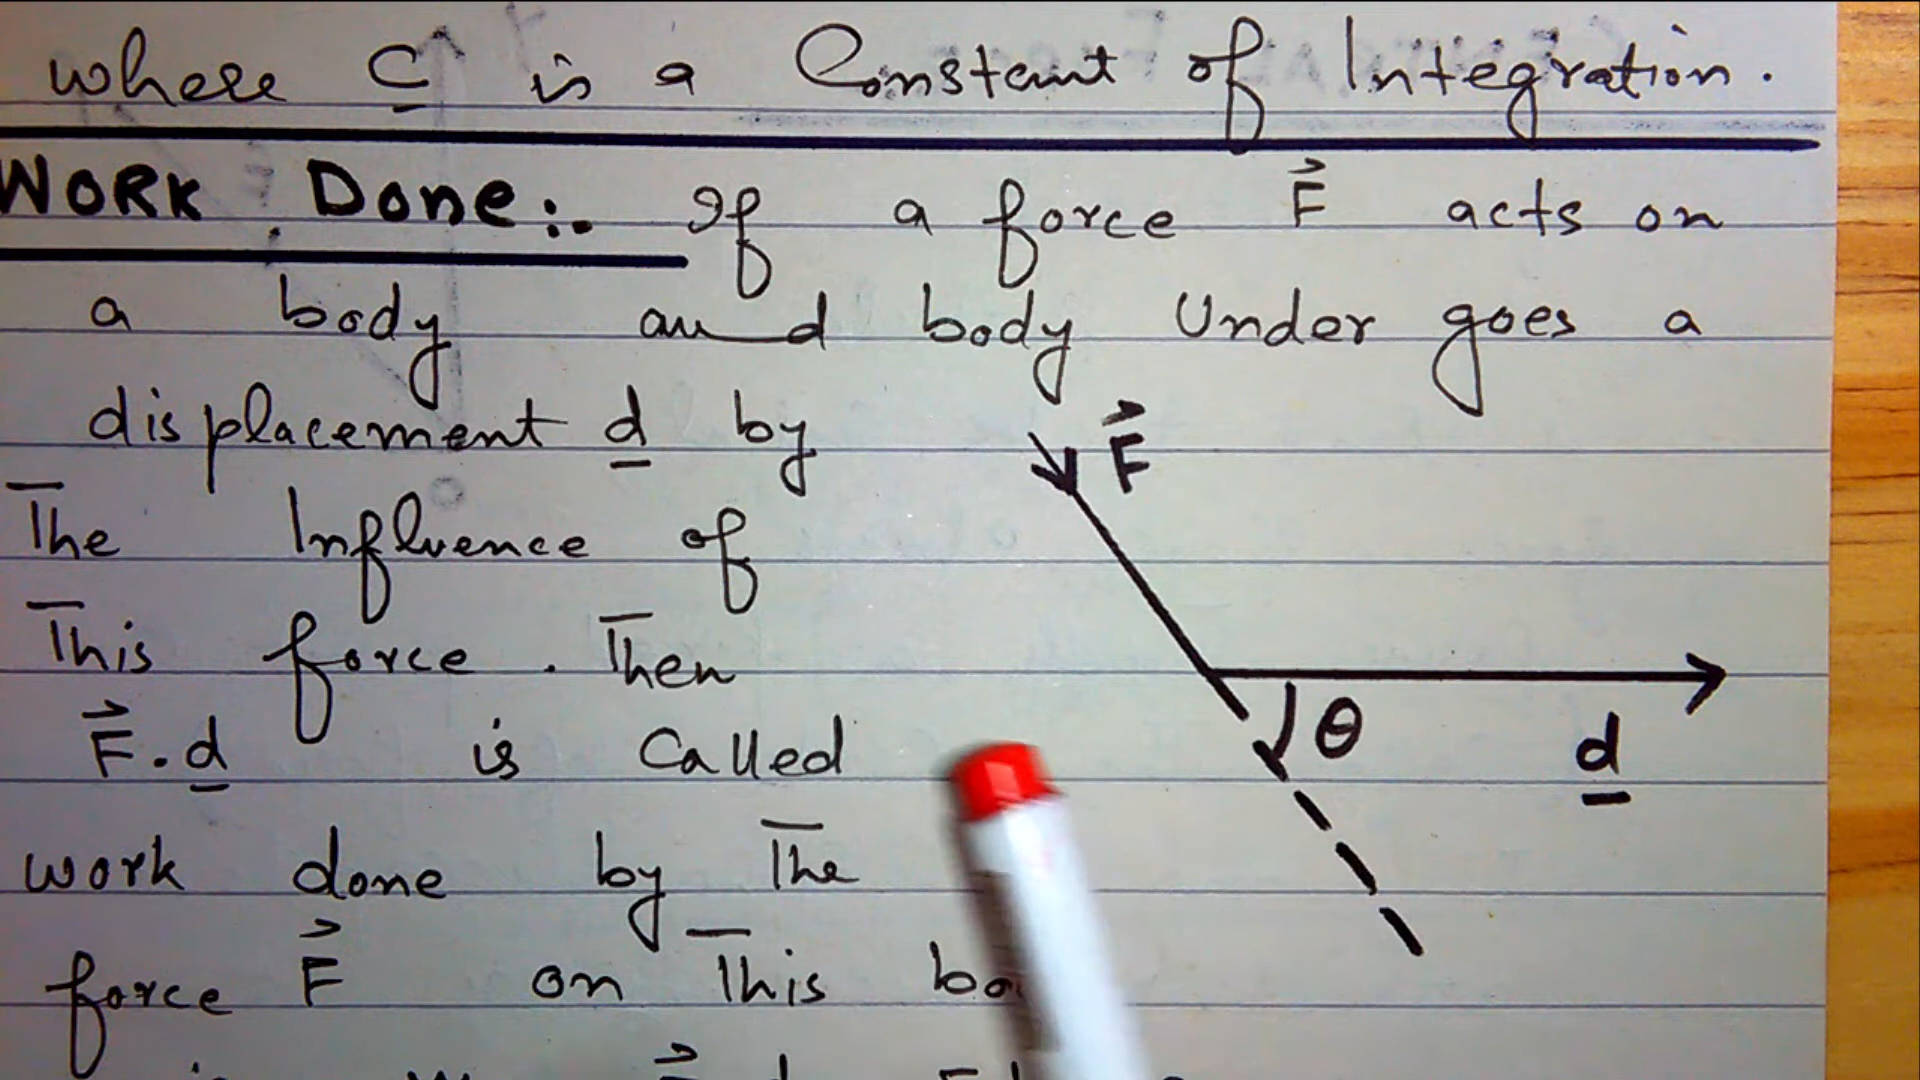 where c is a Constant of Integration.
WORK Done:. If a force F⃗ acts on
a body and body Under goes a
displacement d by
The Influence of
This force. Then
F⃗.d is Called
work done by The
force F⃗ on This
F⃗
θ
d